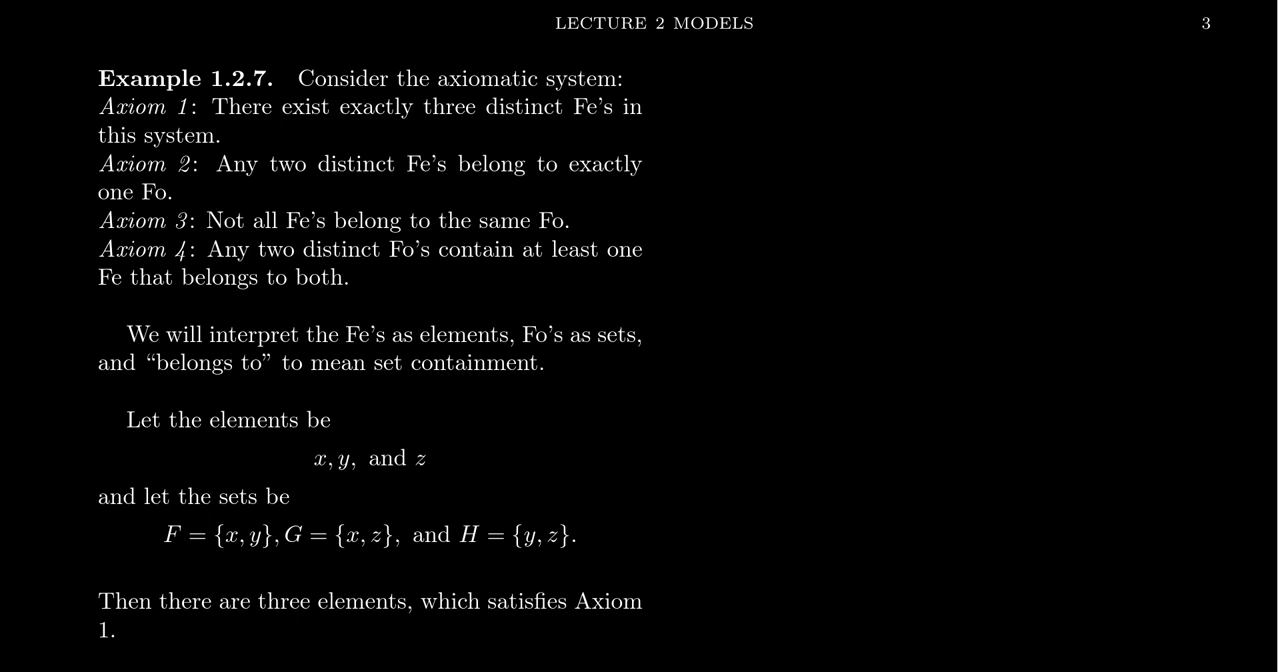 LECTURE 2 MODELS 3
Example 1.2.7. Consider the axiomatic system:
Axiom 1: There exist exactly three distinct Fe's in
this system.
Axiom 2: Any two distinct Fe's belong to exactly
one Fo.
Axiom 3: Not all Fe's belong to the same Fo.
Axiom 4: Any two distinct Fo's contain at least one
Fe that belongs to both.
We will interpret the Fe's as elements, Fo's as sets,
and “belongs to” to mean set containment.
Let the elements be
x, y, and z
and let the sets be
F = {x, y}, G = {x, z}, and H = {y, z}.
Then there are three elements, which satisfies Axiom
1.